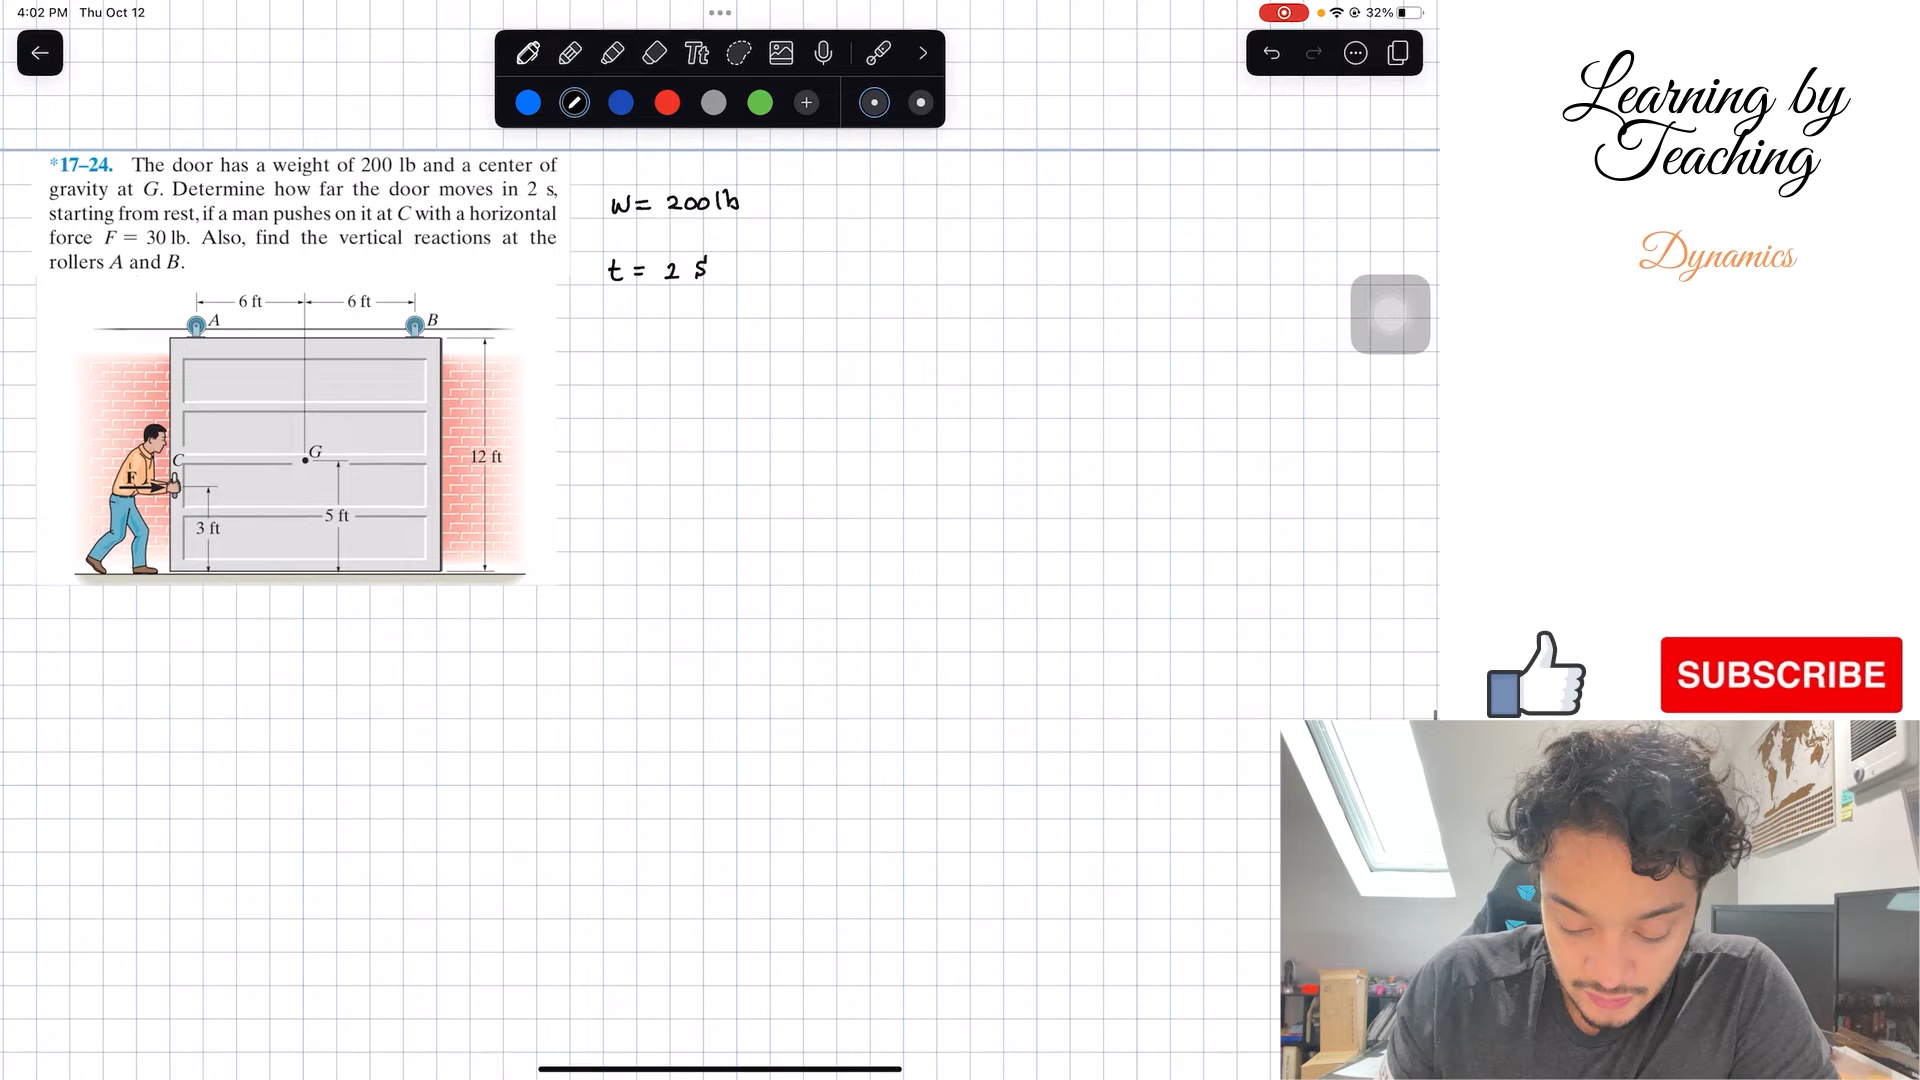 4:02 PM Thu Oct 12
32%
Tt
*17–24. The door has a weight of 200 lb and a center of
gravity at G. Determine how far the door moves in 2 s,
starting from rest, if a man pushes on it at C with a horizontal
force F = 30 lb. Also, find the vertical reactions at the
rollers A and B.
6 ft
6 ft
A
B
C
G
F
12 ft
5 ft
3 ft
W = 200 lb
t = 2 s
Learning by
Teaching
Dynamics
SUBSCRIBE